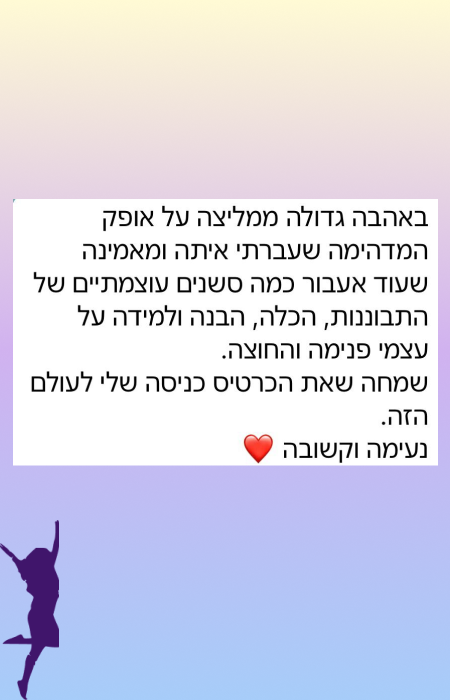 באהבה גדולה ממליצה על אופק
המדהימה שעברתי איתה ומאמינה
שעוד אעבור כמה סשנים עוצמתיים של
התבוננות, הכלה, הבנה ולמידה על
עצמי פנימה והחוצה.
שמחה שאת הכרטיס כניסה שלי לעולם
הזה.
נעימה וקשובה ❤️